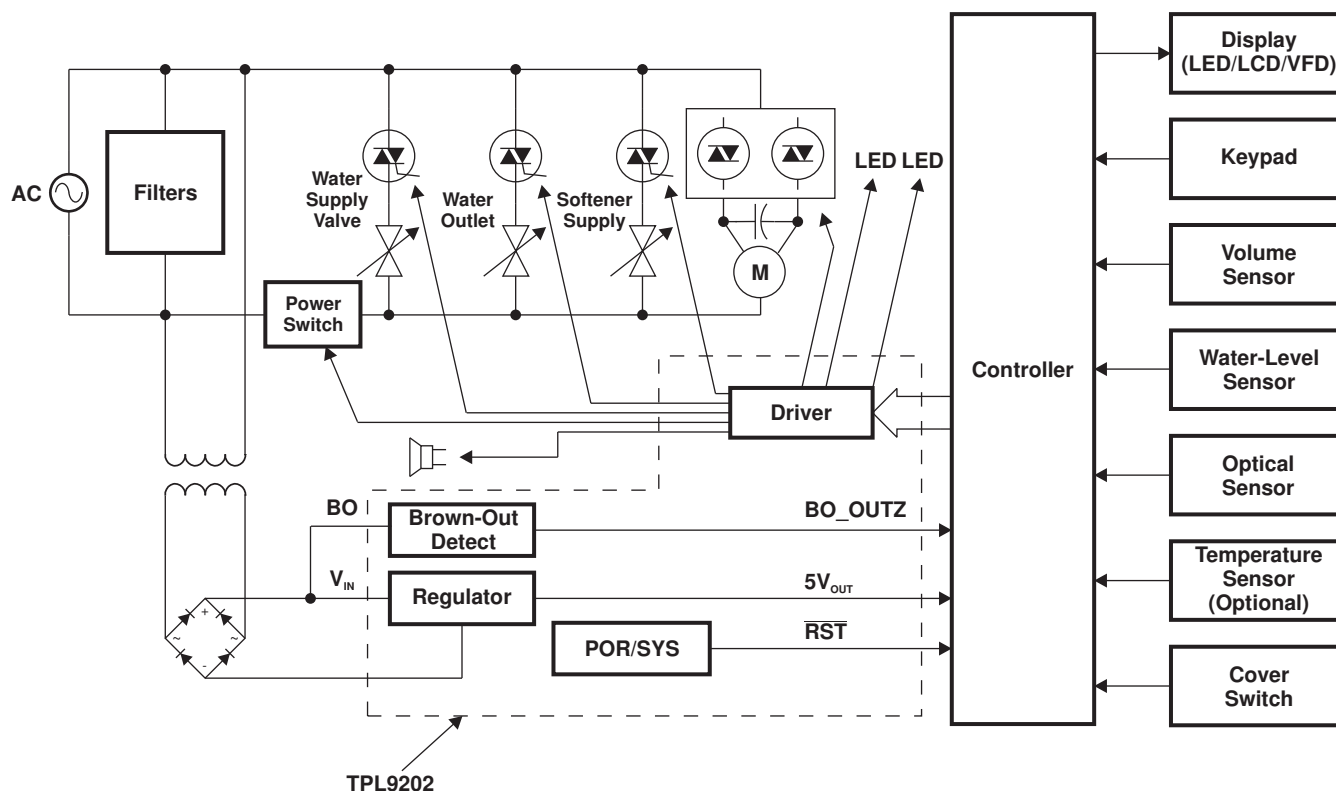 Display
(LED/LCD/VFD)
Keypad
Volume
Sensor
Water-Level
Sensor
Optical
Sensor
Temperature
Sensor
(Optional)
Cover
Switch
Controller
AC
Filters
Water
Supply
Valve
Water
Outlet
Softener
Supply
LED LED
M
Power
Switch
Driver
BO
Brown-Out
Detect
BO_OUTZ
VIN
Regulator
5VOUT
POR/SYS
RST
+
~
~
-
TPL9202